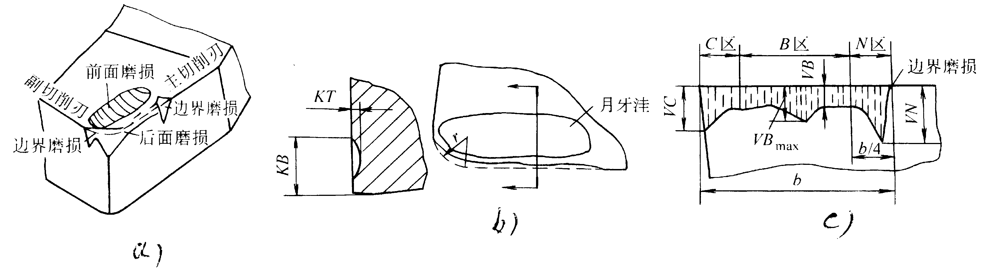 前面磨损
主切削刃
副切削刃
边界磨损
后面磨损
边界磨损
a)
KT
KB
r
月牙洼
b)
C区
B区
N区
VB
边界磨损
VC
VN
VBmax
b/4
b
c)